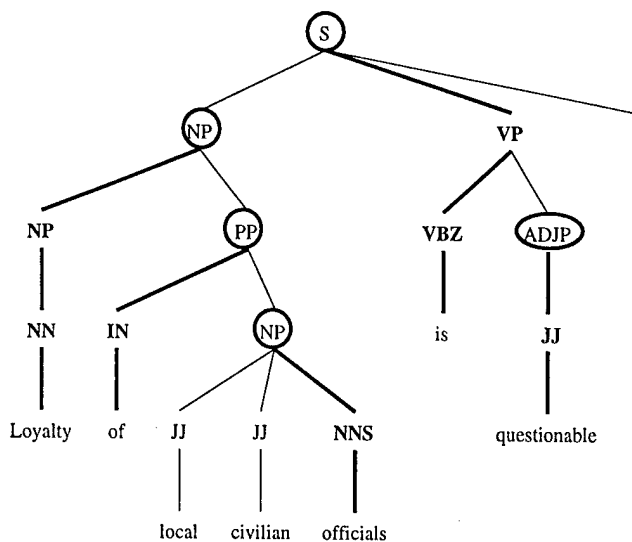 S
NP VP
NP PP VBZ ADJP
NN IN NP is JJ
Loyalty of JJ JJ NNS questionable
local civilian officials